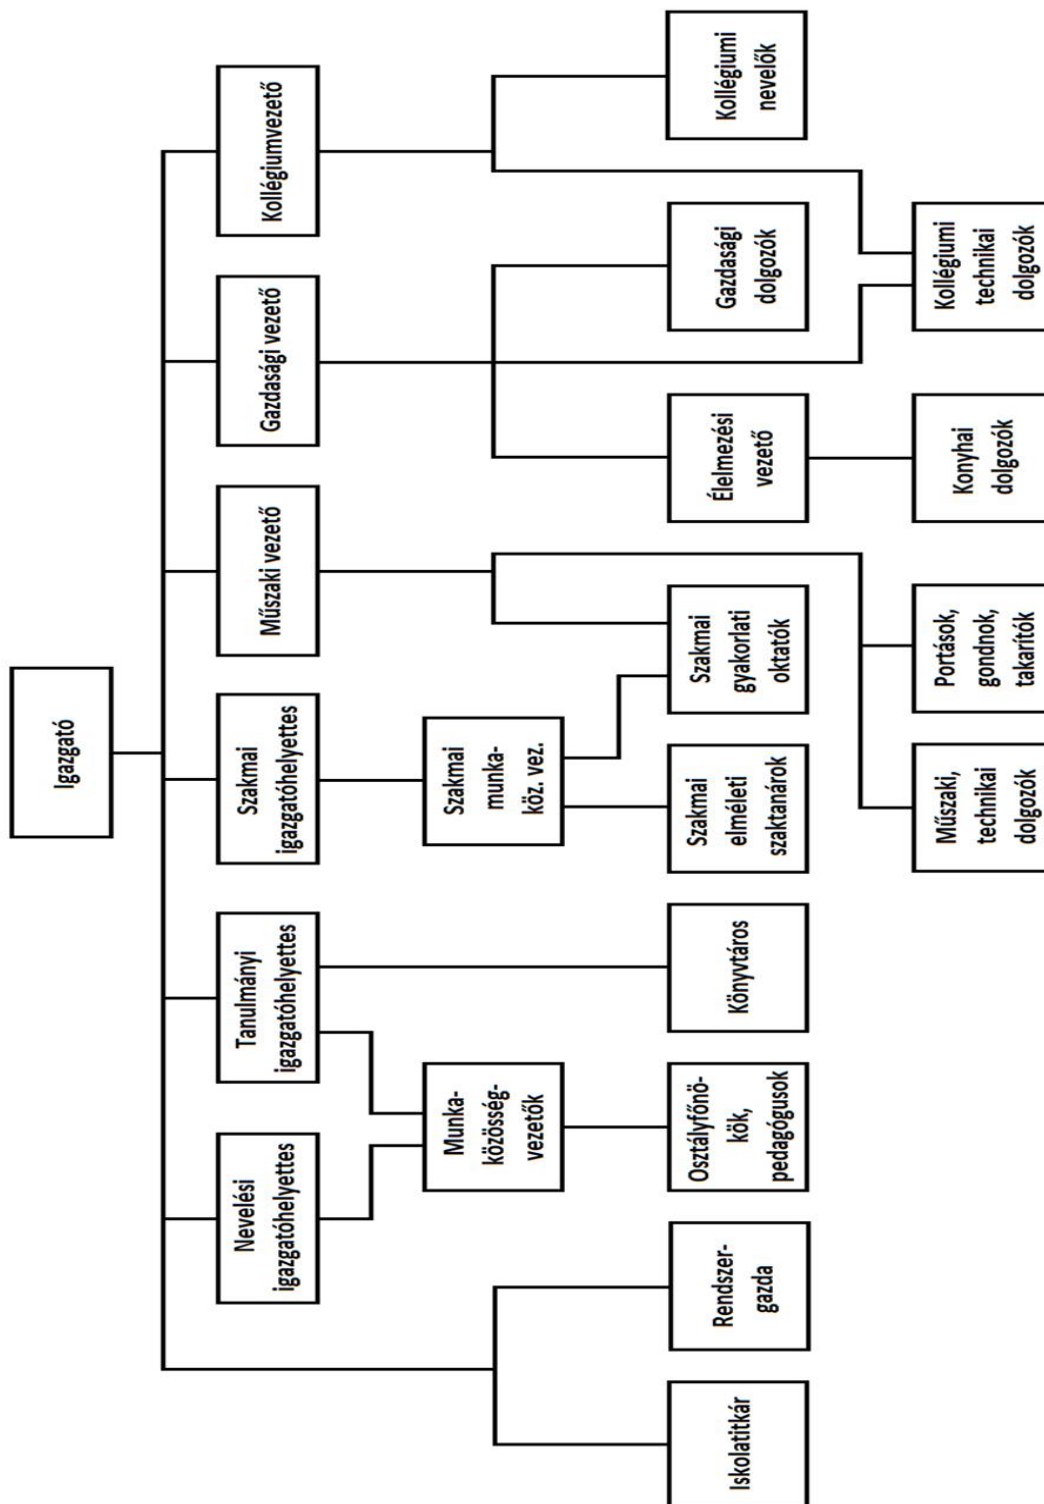 Igazgató
Nevelési
igazgatóhelyettes
Tanulmányi
igazgatóhelyettes
Szakmai
igazgatóhelyettes
Műszaki vezető
Gazdasági vezető
Kollégiumvezető
Munka-
közösség-
vezetők
Szakmai
munka-
köz. vez.
Iskolatitkár
Rendszer-
gazda
Osztályfőnö-
kök,
pedagógusok
Könyvtáros
Szakmai
elméleti
szaktanárok
Szakmai
gyakorlati
oktatók
Élelmezési
vezető
Gazdasági
dolgozók
Kollégiumi
nevelők
Műszaki,
technikai
dolgozók
Portások,
gondnok,
takarítók
Konyhai
dolgozók
Kollégiumi
technikai
dolgozók